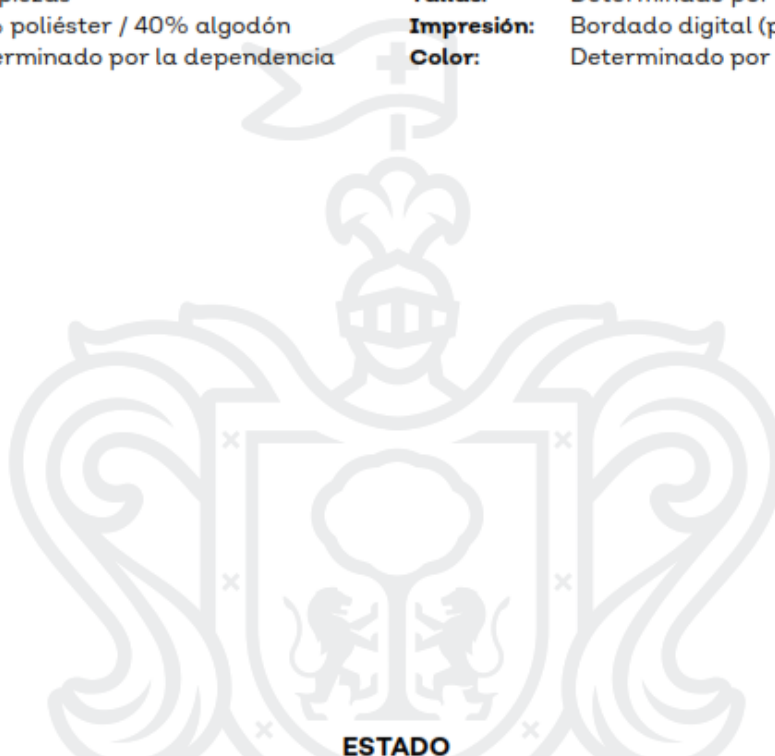 poliéster / 40% algodón
Impresión: Bordado digital
por la dependencia
Color: Determinado por
ESTADO